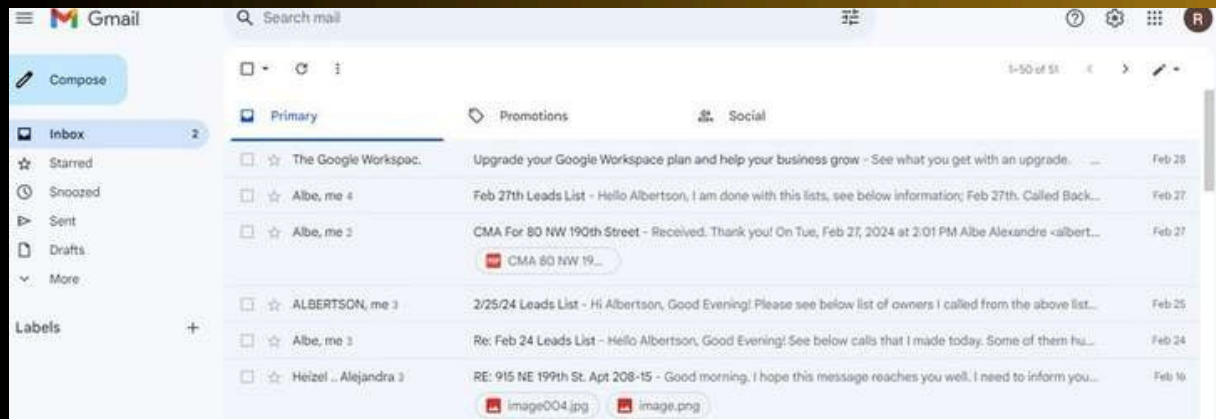 Gmail
Search mail
R
Compose
1-50 of 51
Primary
Promotions
Social
Inbox 2
Starred
Snoozed
Sent
Drafts
More
Labels +
The Google Workspac. Upgrade your Google Workspace plan and help your business grow - See what you get with an upgrade. ... Feb 28
Albe, me 4 Feb 27th Leads List - Hello Albertson, I am done with this lists, see below information; Feb 27th. Called Back... Feb 27
Albe, me 2 CMA For 80 NW 190th Street - Received. Thank you! On Tue, Feb 27, 2024 at 2:01 PM Albe Alexandre <albert... Feb 27
PDF CMA 80 NW 19...
ALBERTSON, me 3 2/25/24 Leads List - Hi Albertson, Good Evening! Please see below list of owners I called from the above list... Feb 25
Albe, me 3 Re: Feb 24 Leads List - Hello Albertson, Good Evening! See below calls that I made today. Some of them hu... Feb 24
Heizel .. Alejandra 3 RE: 915 NE 199th St. Apt 208-15 - Good morning. I hope this message reaches you well. I need to inform you... Feb 16
image004.jpg image.png